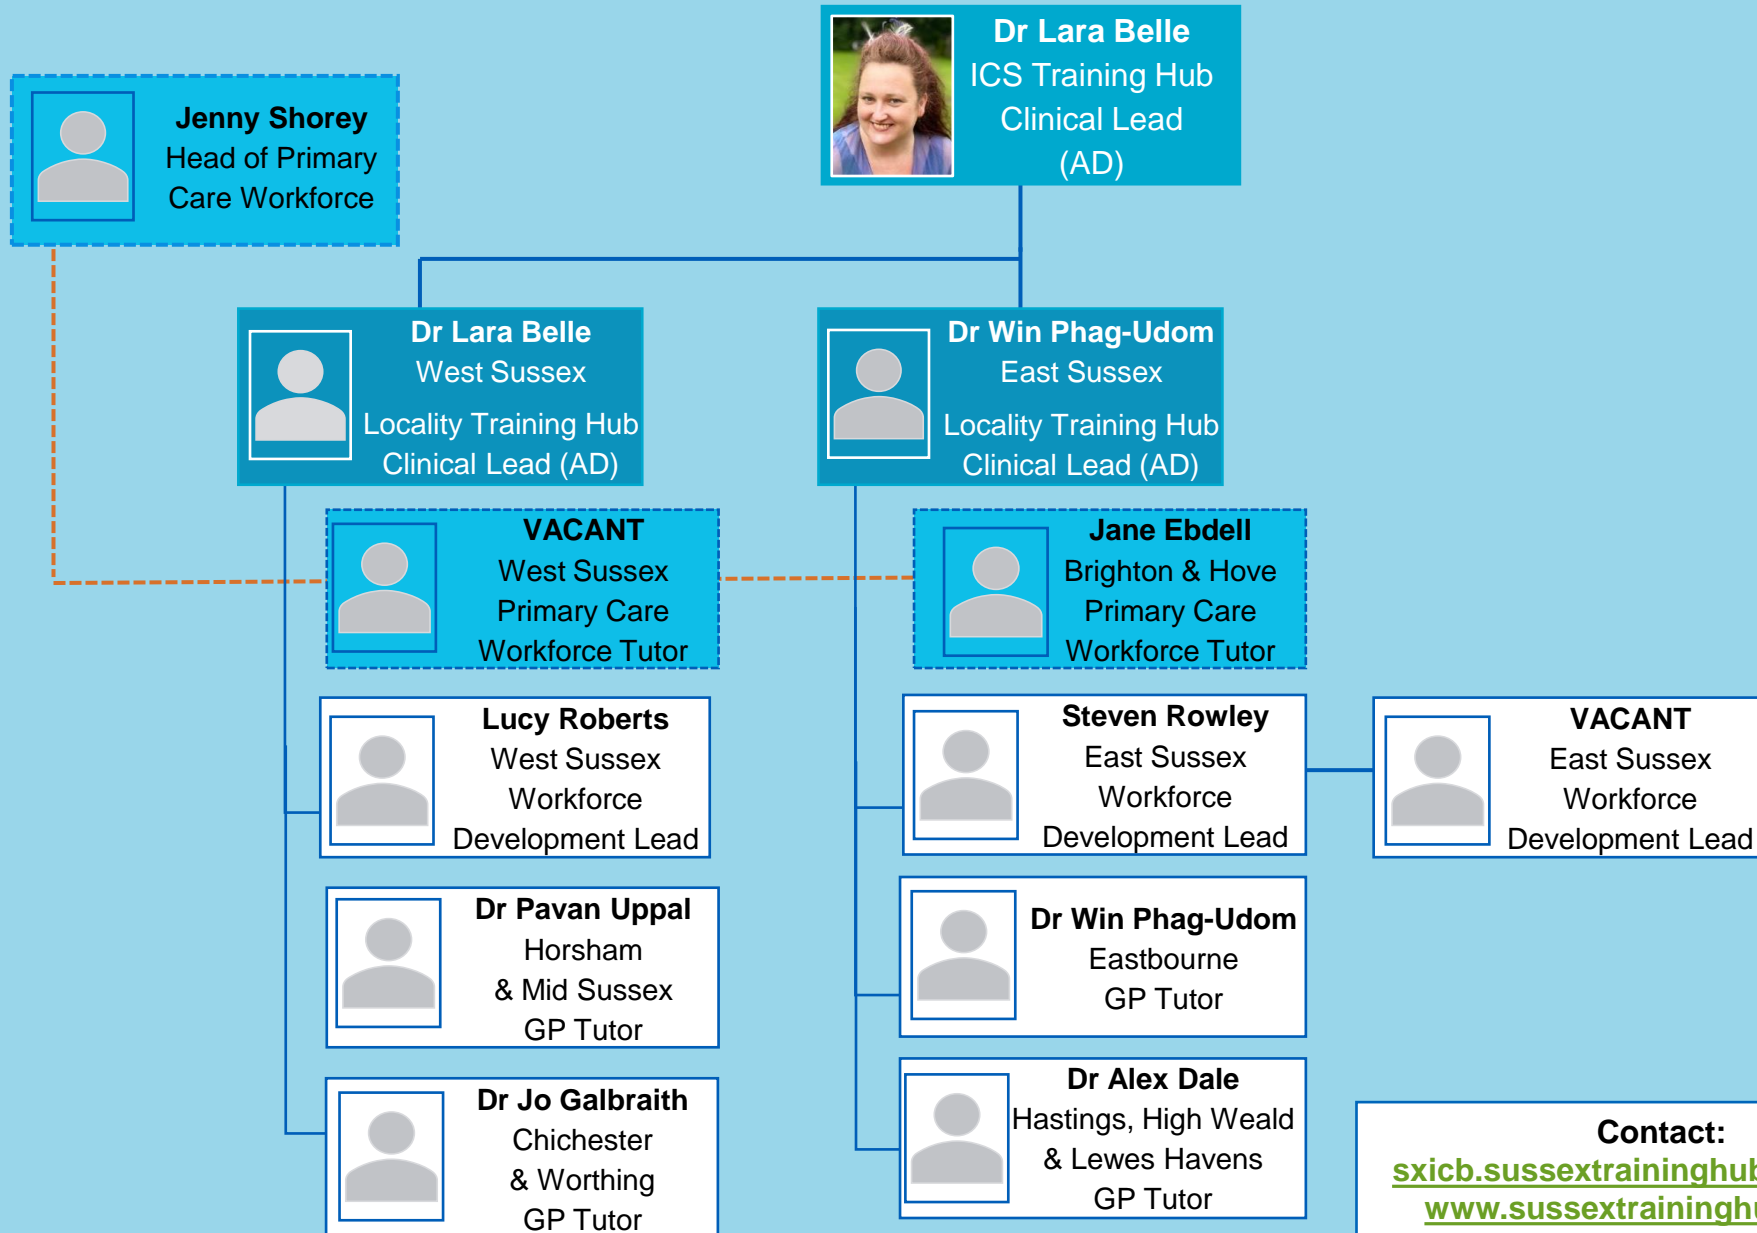 Dr Lara Belle
ICS Training Hub
Clinical Lead
(AD)
Jenny Shorey
Head of Primary
Care Workforce
Dr Lara Belle
West Sussex
Locality Training Hub
Clinical Lead (AD)
Dr Win Phag-Udom
East Sussex
Locality Training Hub
Clinical Lead (AD)
VACANT
West Sussex
Primary Care
Workforce Tutor
Jane Ebdell
Brighton & Hove
Primary Care
Workforce Tutor
Lucy Roberts
West Sussex
Workforce
Development Lead
Steven Rowley
East Sussex
Workforce
Development Lead
VACANT
East Sussex
Workforce
Development Lead
Dr Pavan Uppal
Horsham
& Mid Sussex
GP Tutor
Dr Win Phag-Udom
Eastbourne
GP Tutor
Dr Jo Galbraith
Chichester
& Worthing
GP Tutor
Dr Alex Dale
Hastings, High Weald
& Lewes Havens
GP Tutor
Contact: